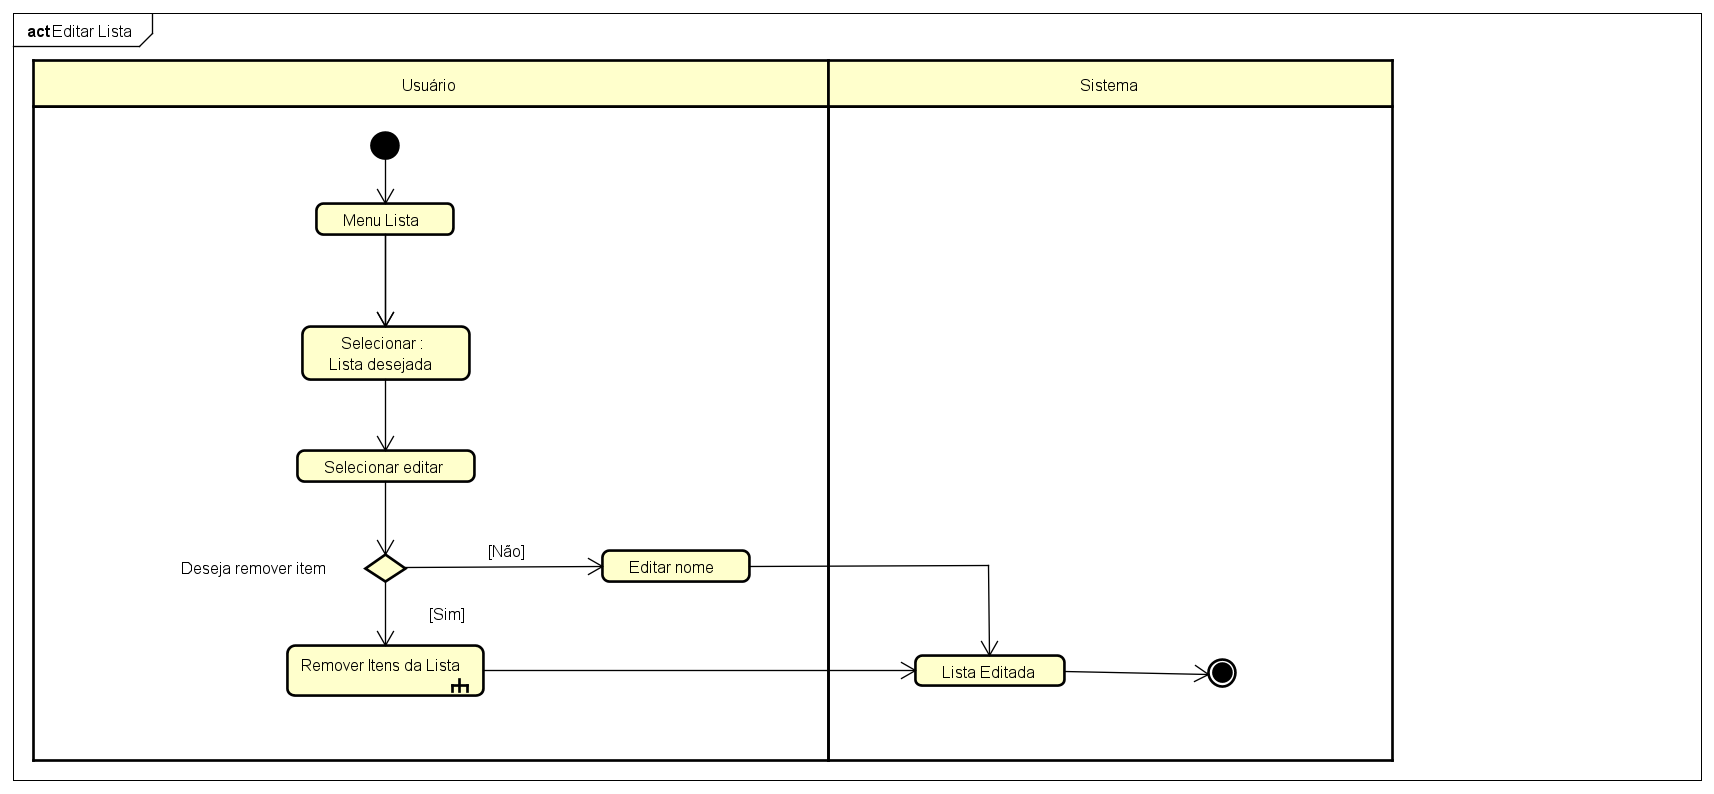 act Editar Lista
Usuário
Sistema
Menu Lista
Selecionar :
Lista desejada
Selecionar editar
[Não]
Deseja remover item
Editar nome
[Sim]
Remover Itens da Lista
Lista Editada